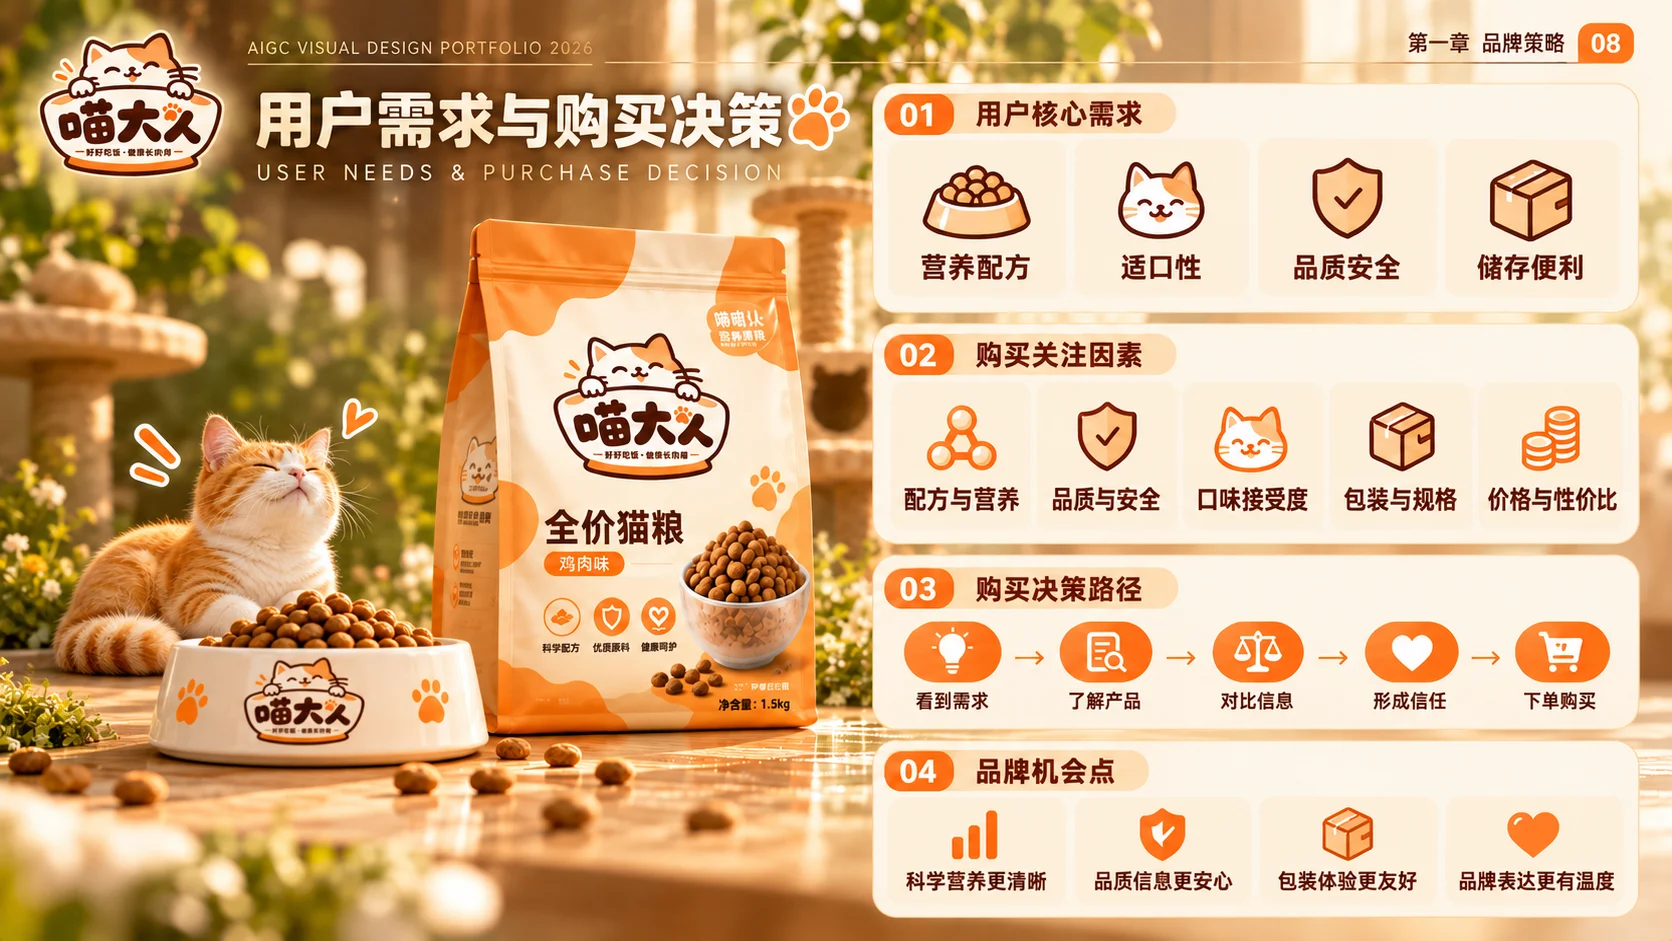 AIGC VISUAL DESIGN PORTFOLIO 2026
第一章 品牌策略 08
喵大人
好好吃饭·健康长肉肉
用户需求与购买决策
USER NEEDS & PURCHASE DECISION
喵大人
全价猫粮
鸡肉味
科学配方 优质原料 健康呵护
净含量：1.5kg
喵大人
01 用户核心需求
营养配方 适口性 品质安全 储存便利
02 购买关注因素
配方与营养 品质与安全 口味接受度 包装与规格 价格与性价比
03 购买决策路径
看到需求 → 了解产品 → 对比信息 → 形成信任 → 下单购买
04 品牌机会点
科学营养更清晰 品质信息更安心 包装体验更友好 品牌表达更有温度